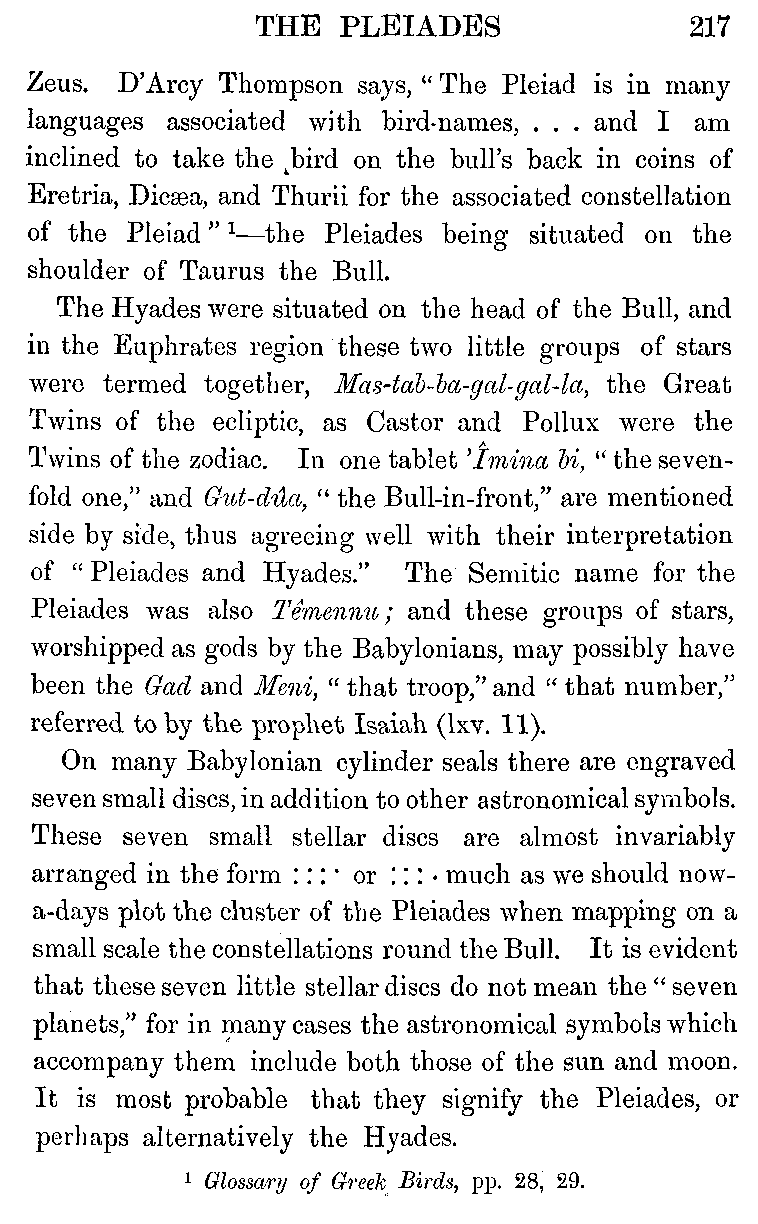 THE PLEIADES 217
Zeus. D'Arcy Thompson says, "The Pleiad is in many
languages associated with bird-names, . . . and I am
inclined to take the bird on the bull's back in coins of
Eretria, Dicæa, and Thurii for the associated constellation
of the Pleiad" ¹—the Pleiades being situated on the
shoulder of Taurus the Bull.
The Hyades were situated on the head of the Bull, and
in the Euphrates region these two little groups of stars
were termed together, Mas-tab-ba-gal-gal-la, the Great
Twins of the ecliptic, as Castor and Pollux were the
Twins of the zodiac. In one tablet 'Îmina bi, "the seven-
fold one," and Gut-dûa, "the Bull-in-front," are mentioned
side by side, thus agreeing well with their interpretation
of "Pleiades and Hyades." The Semitic name for the
Pleiades was also Têmennu; and these groups of stars,
worshipped as gods by the Babylonians, may possibly have
been the Gad and Meni, "that troop," and "that number,"
referred to by the prophet Isaiah (lxv. 11).
On many Babylonian cylinder seals there are engraved
seven small discs, in addition to other astronomical symbols.
These seven small stellar discs are almost invariably
arranged in the form :::˙ or :::. much as we should now-
a-days plot the cluster of the Pleiades when mapping on a
small scale the constellations round the Bull. It is evident
that these seven little stellar discs do not mean the "seven
planets," for in many cases the astronomical symbols which
accompany them include both those of the sun and moon.
It is most probable that they signify the Pleiades, or
perhaps alternatively the Hyades.
¹ Glossary of Greek Birds, pp. 28, 29.